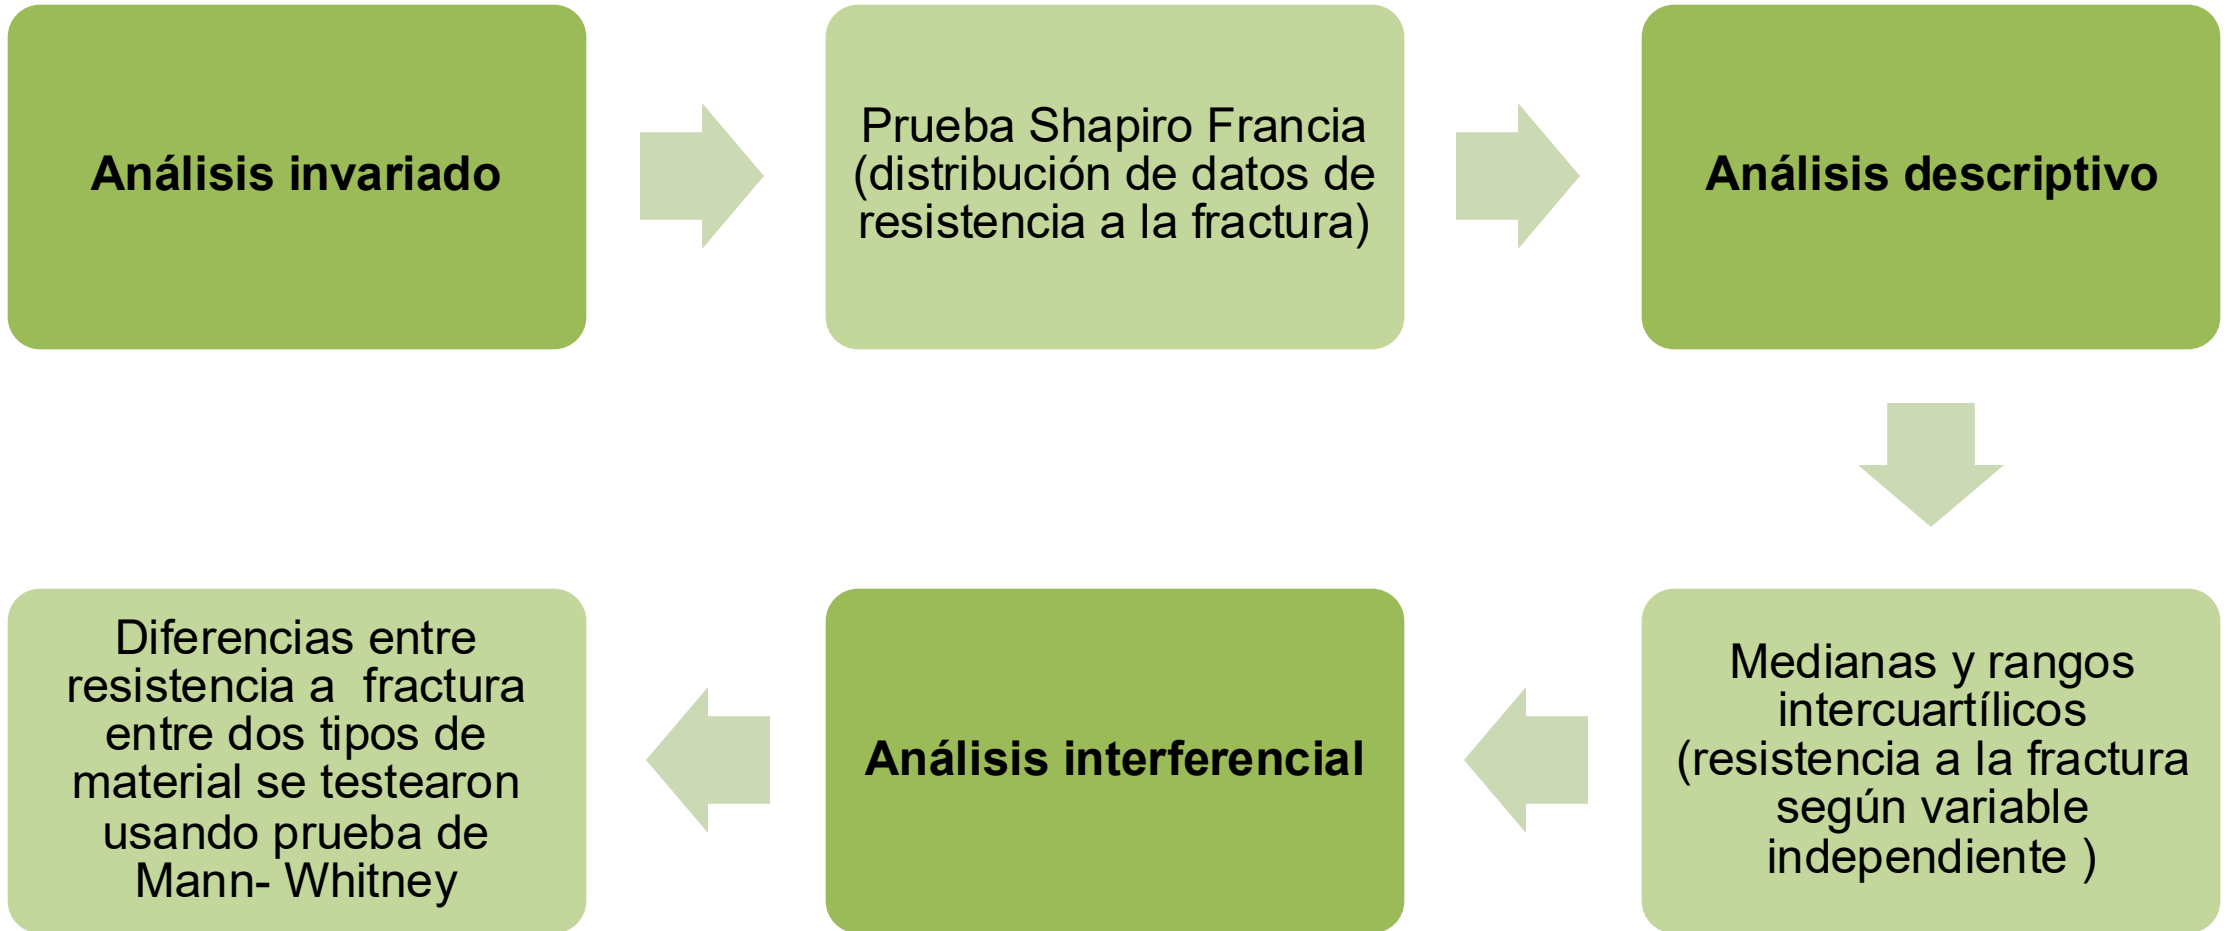 Análisis invariado
Prueba Shapiro Francia
(distribución de datos de
resistencia a la fractura)
Análisis descriptivo
Medianas y rangos
intercuartílicos
(resistencia a la fractura
según variable
independiente )
Análisis interferencial
Diferencias entre
resistencia a  fractura
entre dos tipos de
material se testearon
usando prueba de
Mann- Whitney